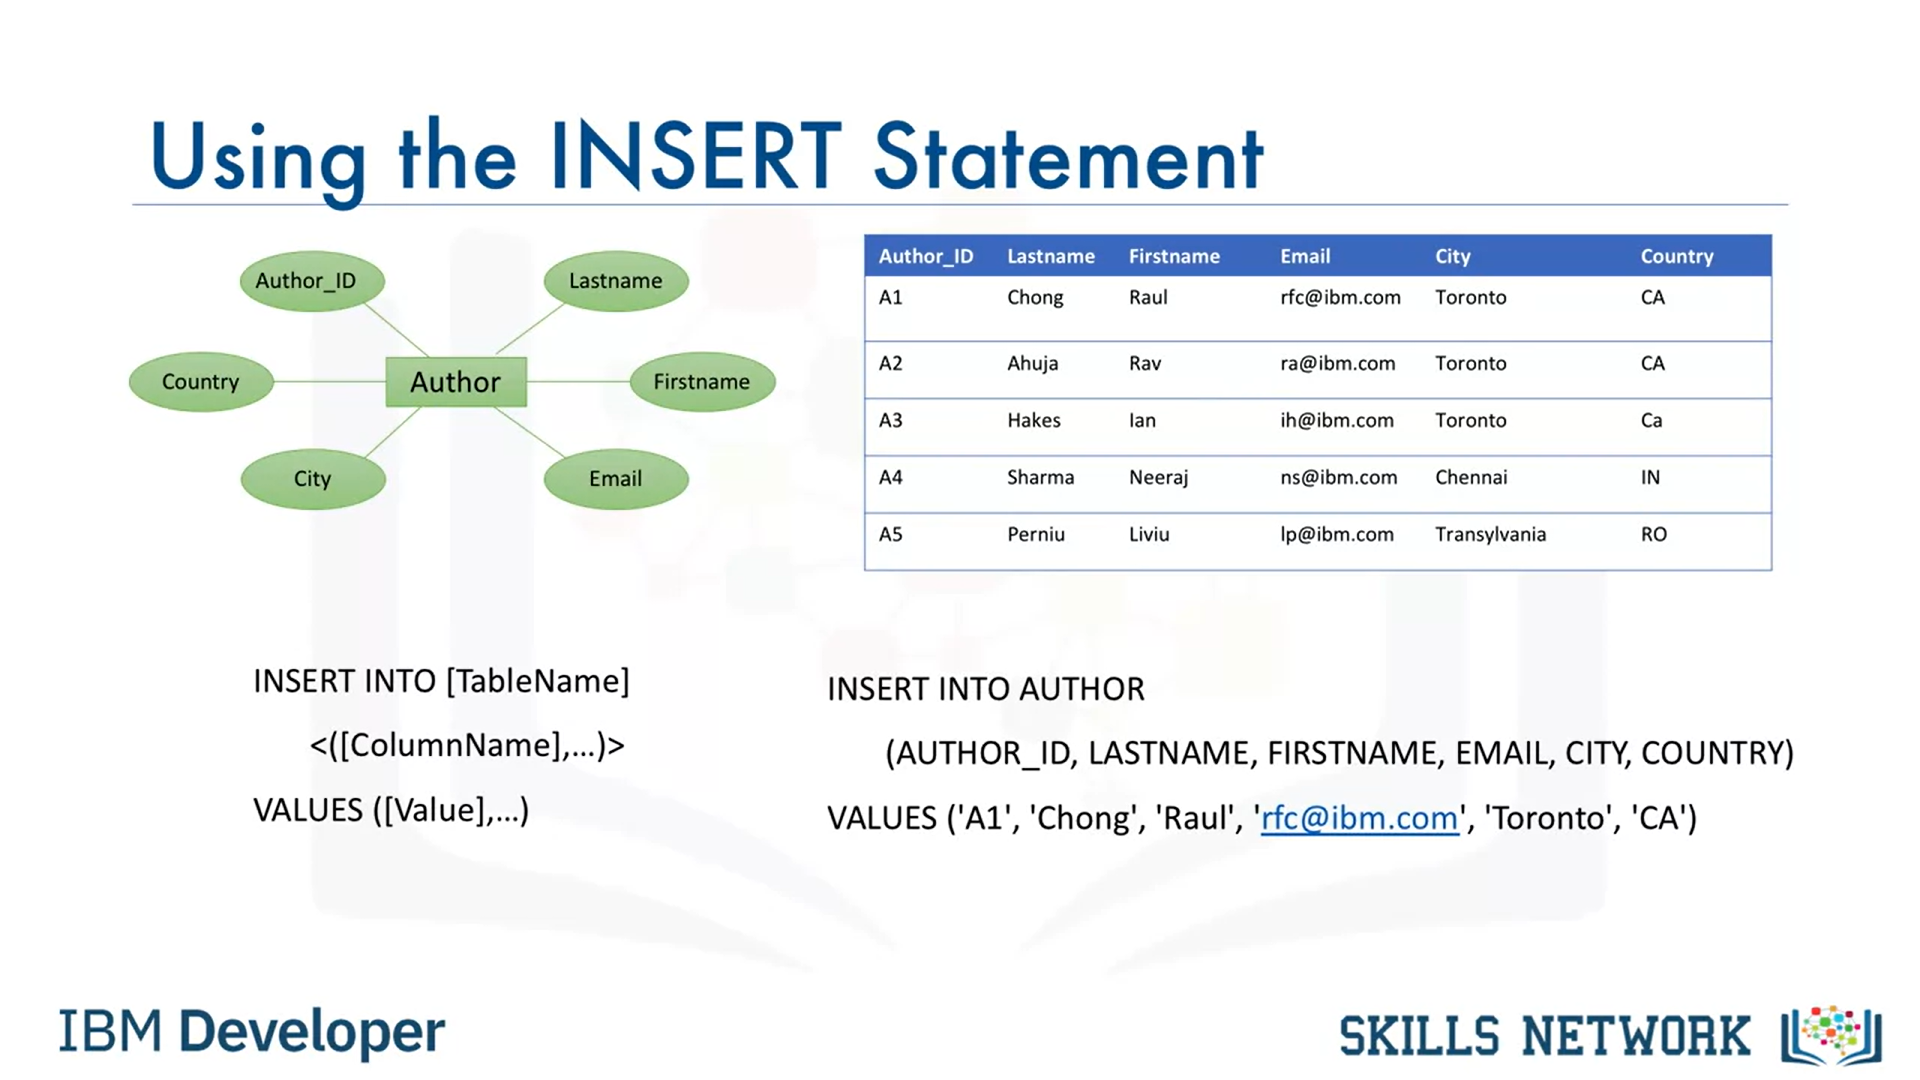 Using the INSERT Statement
Author_ID
Lastname
Country
Author
Firstname
City
Email
Author_ID Lastname Firstname Email City Country
A1 Chong Raul rfc@ibm.com Toronto CA
A2 Ahuja Rav ra@ibm.com Toronto CA
A3 Hakes Ian ih@ibm.com Toronto Ca
A4 Sharma Neeraj ns@ibm.com Chennai IN
A5 Perniu Liviu lp@ibm.com Transylvania RO
INSERT INTO [TableName]
<([ColumnName],...)>
VALUES ([Value],...)
INSERT INTO AUTHOR
(AUTHOR_ID, LASTNAME, FIRSTNAME, EMAIL, CITY, COUNTRY)
VALUES ('A1', 'Chong', 'Raul', 'rfc@ibm.com', 'Toronto', 'CA')
IBM Developer
SKILLS NETWORK